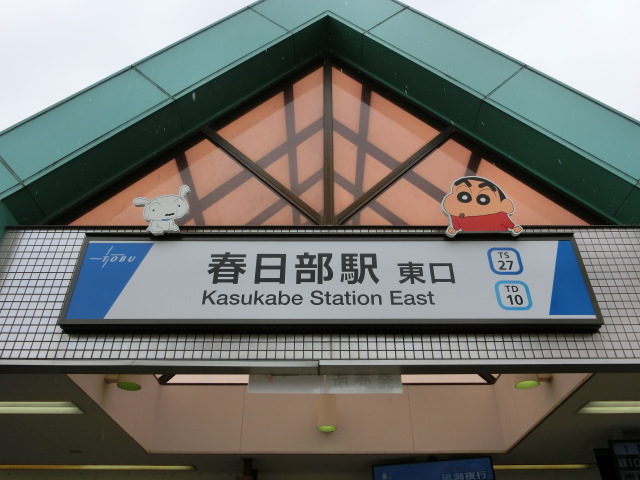 TOBU
春日部駅 東口
Kasukabe Station East
TS
27
TD
10